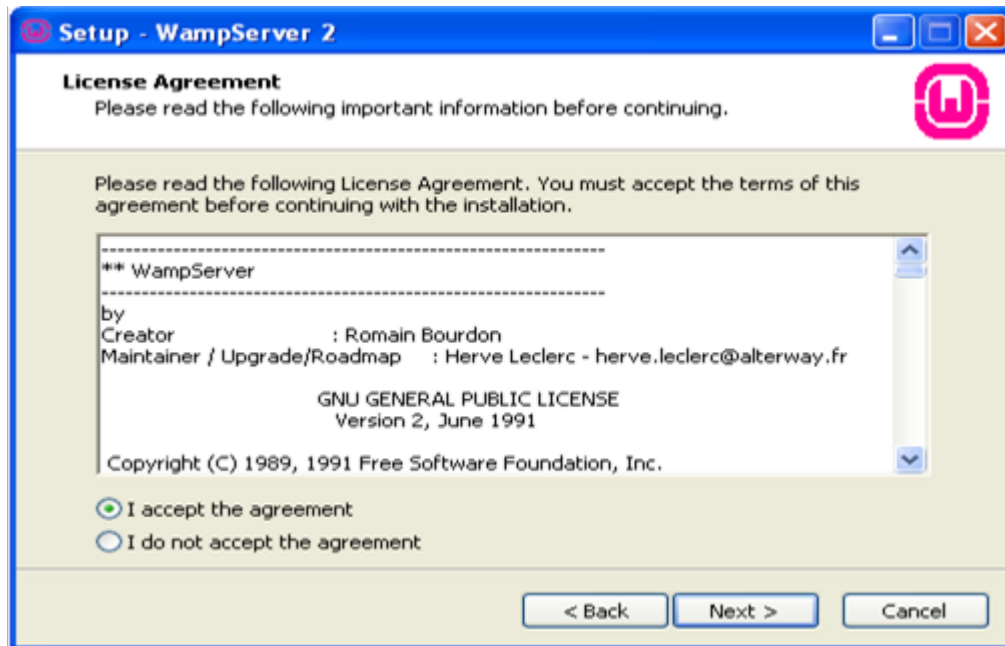 Setup - WampServer 2
License Agreement
Please read the following important information before continuing.
Please read the following License Agreement. You must accept the terms of this
agreement before continuing with the installation.
---------------------------------------------------------------
** WampServer
---------------------------------------------------------------
by
Creator : Romain Bourdon
Maintainer / Upgrade/Roadmap : Herve Leclerc - herve.leclerc@alterway.fr
GNU GENERAL PUBLIC LICENSE
Version 2, June 1991
Copyright (C) 1989, 1991 Free Software Foundation, Inc.
I accept the agreement
I do not accept the agreement
< Back Next > Cancel